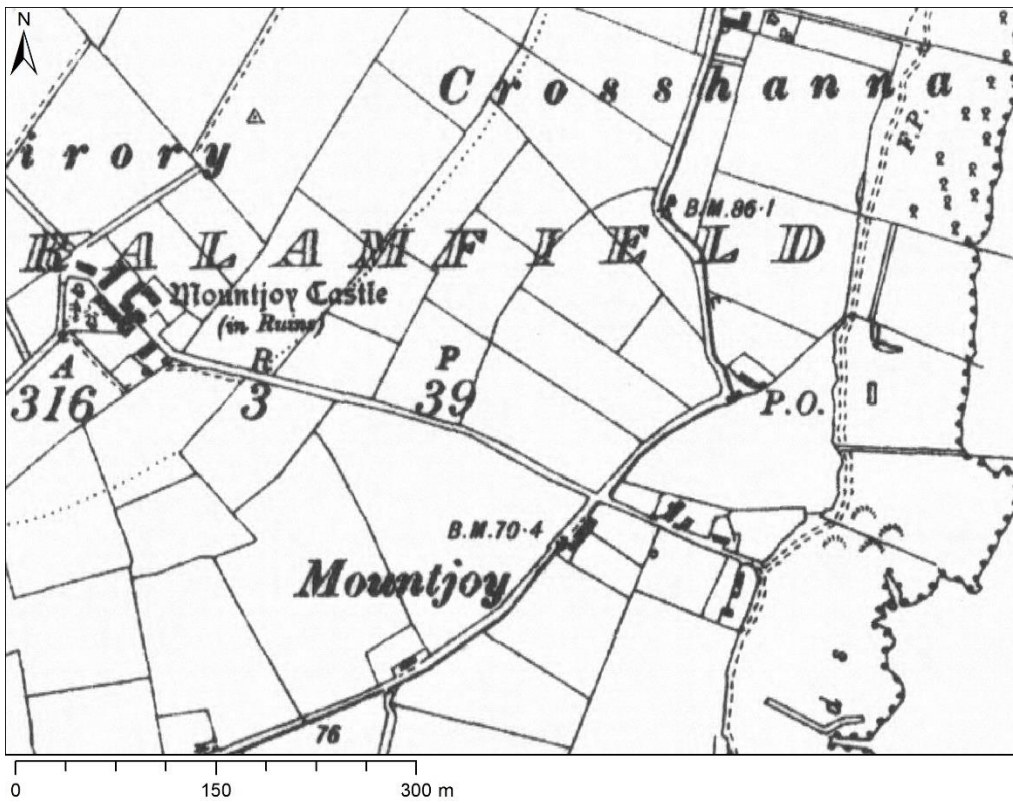 N
Crosshanna
irory
F.P.
B.M.86·1
BALAMFIELD
Mountjoy Castle
(in Ruins)
A
R
P
316
3
39
P.O.
B.M.70·4
Mountjoy
76
0
150
300 m